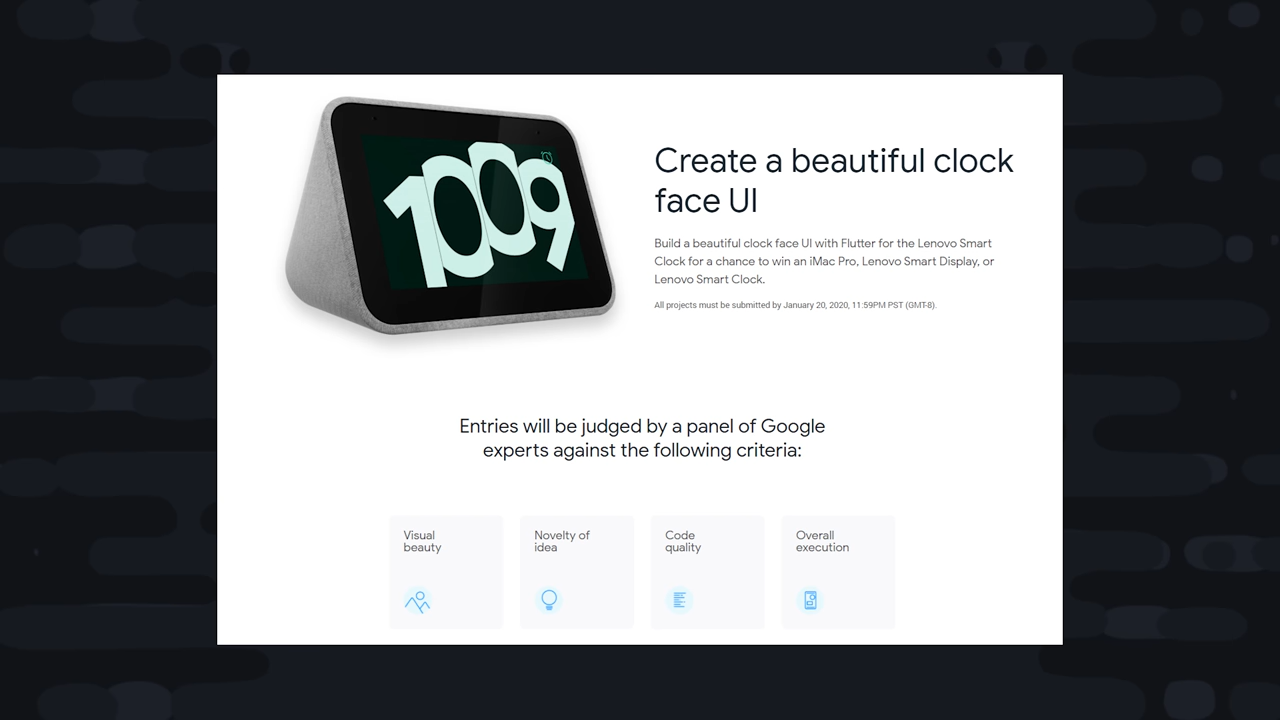 1009
Create a beautiful clock
face UI
Build a beautiful clock face UI with Flutter for the Lenovo Smart
Clock for a chance to win an iMac Pro, Lenovo Smart Display, or
Lenovo Smart Clock.
All projects must be submitted by January 20, 2020, 11:59PM PST (GMT-8).
Entries will be judged by a panel of Google
experts against the following criteria:
Visual
beauty
Novelty of
idea
Code
quality
Overall
execution